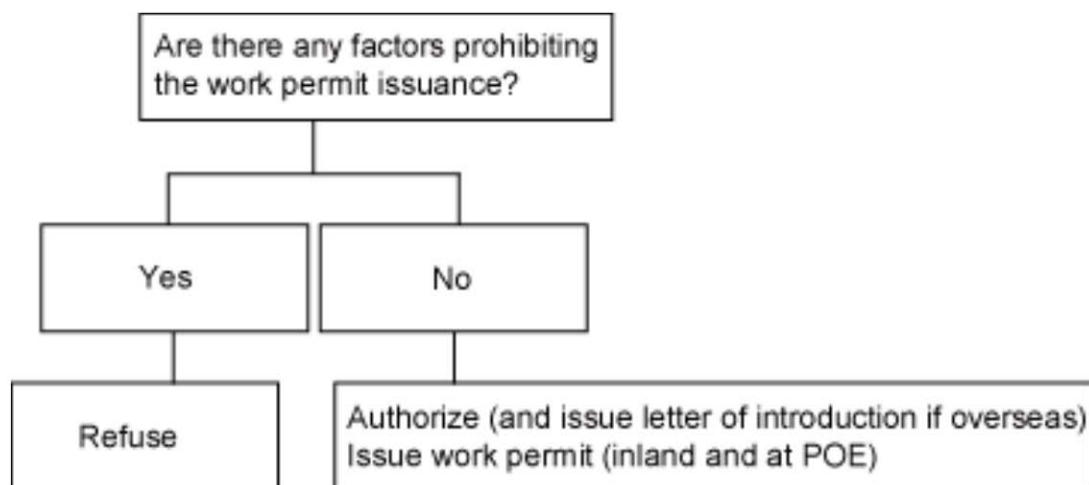 Are there any factors prohibiting
the work permit issuance?
Yes
No
Refuse
Authorize (and issue letter of introduction if overseas)
Issue work permit (inland and at POE)